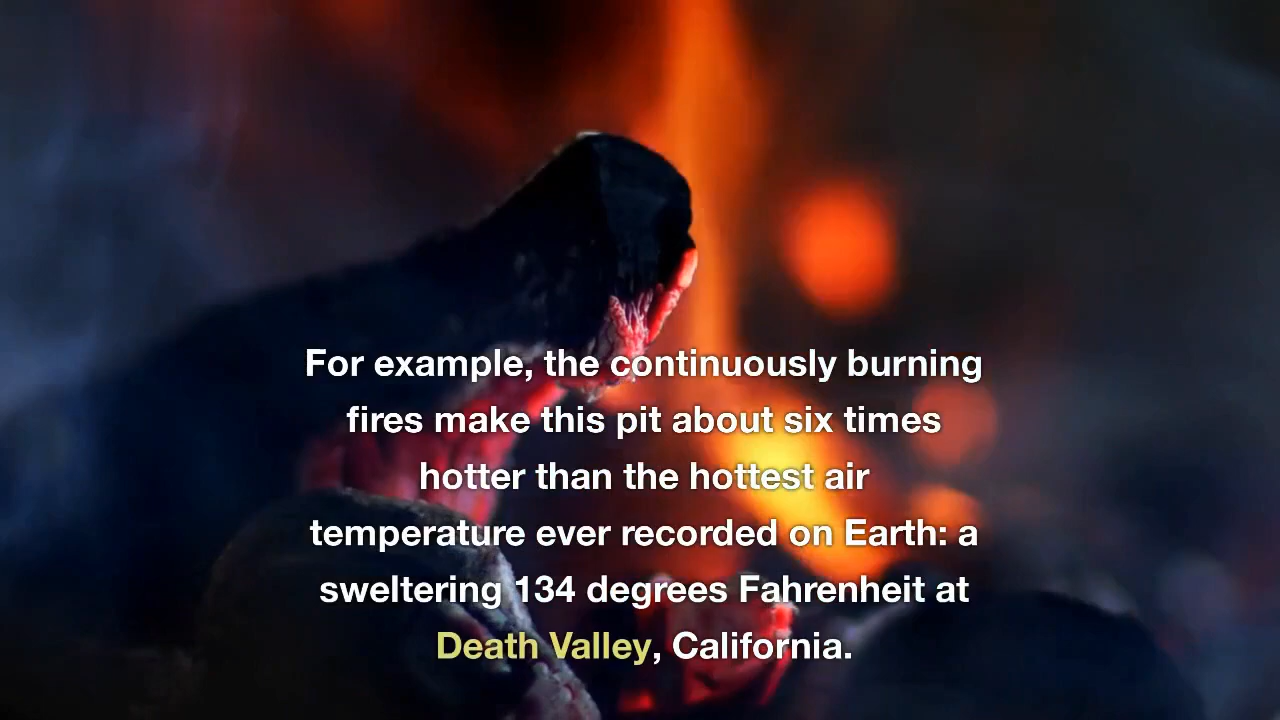 For example, the continuously burning
fires make this pit about six times
hotter than the hottest air
temperature ever recorded on Earth: a
sweltering 134 degrees Fahrenheit at
Death Valley, California.